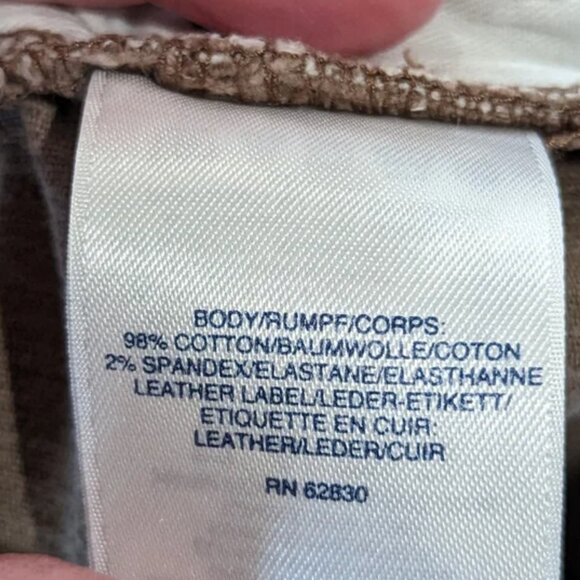 BODY/RUMPF/CORPS:
98% COTTON/BAUMWOLLE/COTON
2% SPANDEX/ELASTANE/ELASTHANNE
LEATHER LABEL/LEDER-ETIKETT/
ETIQUETTE EN CUIR:
LEATHER/LEDER/CUIR
RN 62830